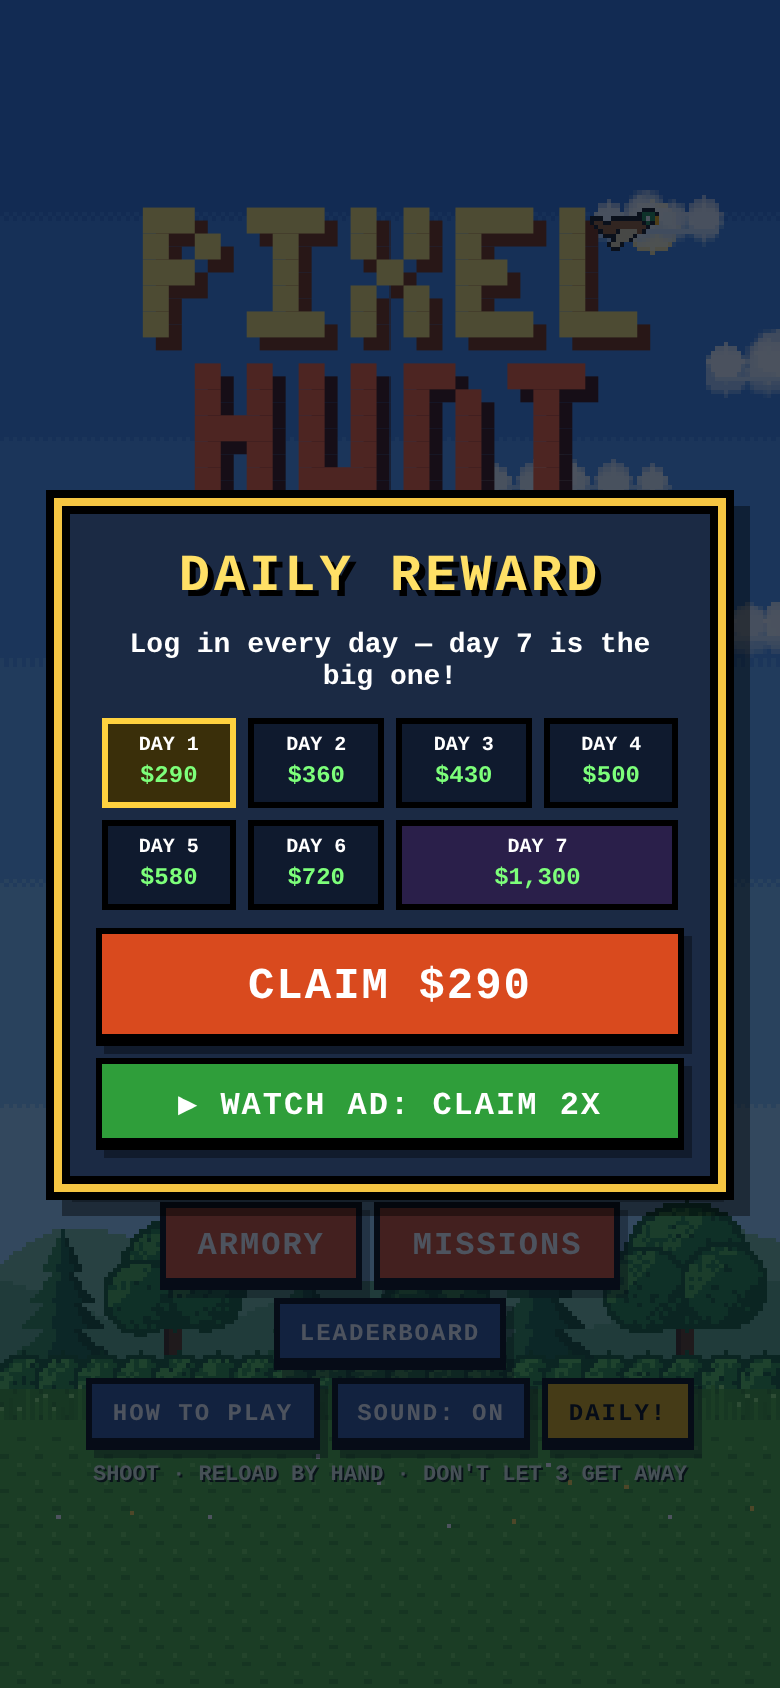 PIXEL
HUNT
DAILY REWARD
Log in every day — day 7 is the
big one!
DAY 1
$290
DAY 2
$360
DAY 3
$430
DAY 4
$500
DAY 5
$580
DAY 6
$720
DAY 7
$1,300
CLAIM $290
▶ WATCH AD: CLAIM 2X
ARMORY
MISSIONS
LEADERBOARD
HOW TO PLAY
SOUND: ON
DAILY!
SHOOT · RELOAD BY HAND · DON'T LET 3 GET AWAY